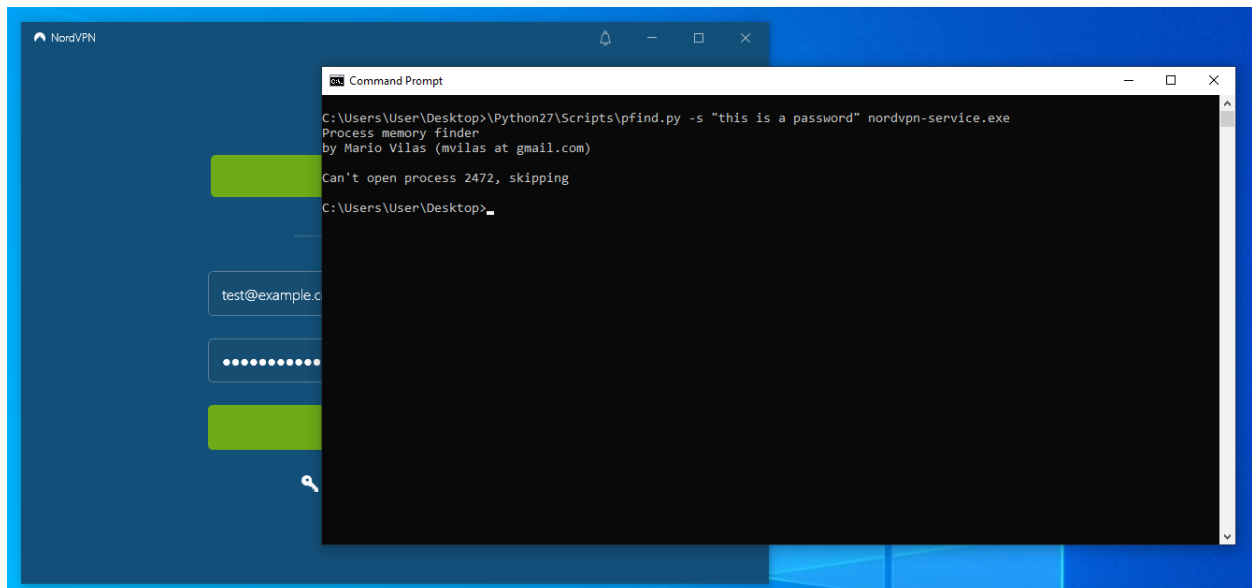 NordVPN
Command Prompt
C:\Users\User\Desktop>\Python27\Scripts\pfind.py -s "this is a password" nordvpn-service.exe
Process memory finder
by Mario Vilas (mvilas at gmail.com)
Can't open process 2472, skipping
C:\Users\User\Desktop>
test@example.c